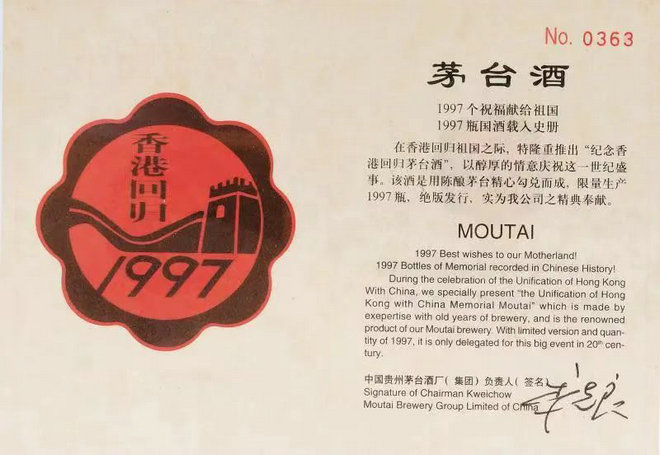 No. 0363
香港回归
1997
茅台酒
1997个祝福献给祖国
1997瓶国酒载入史册
在香港回归祖国之际,特隆重推出“纪念香
港回归茅台酒”,以醇厚的情意庆祝这一世纪盛
事。该酒是用陈酿茅台精心勾兑而成,限量生产
1997瓶,绝版发行,实为我公司之精典奉献。
MOUTAI
1997 Best wishes to our Motherland!
1997 Bottles of Memorial recorded in Chinese History!
During the celebration of the Unification of Hong Kong
With China, we specially present “the Unification of Hong
Kong with China Memorial Moutai” which is made by
exepertise with old years of brewery, and is the renowned
product of our Moutai brewery. With limited version and quan-
tity of 1997, it is only delegated for this big event in 20th cen-
tury.
中国贵州茅台酒厂(集团)负责人(签名)
Signature of Chairman Kweichow
Moutai Brewery Group Limited of China